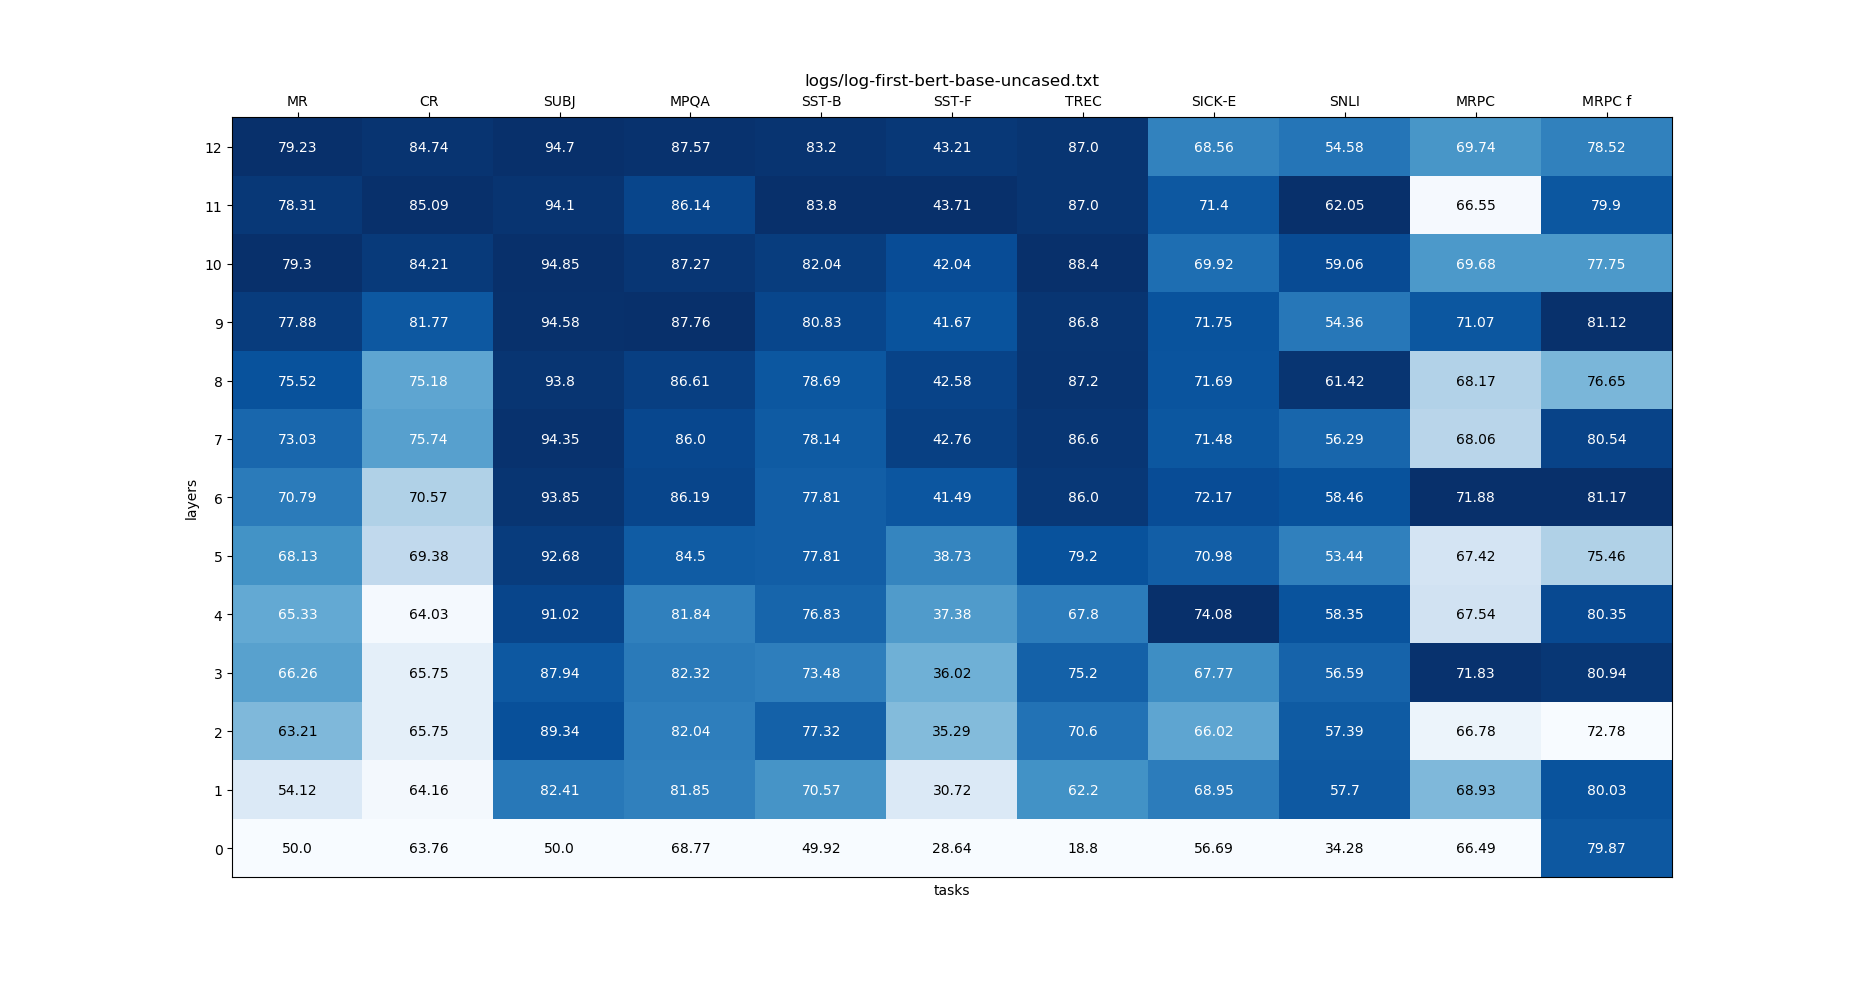 logs/log-first-bert-base-uncased.txt
MR CR SUBJ MPQA SST-B SST-F TREC SICK-E SNLI MRPC MRPC f
12 79.23 84.74 94.7 87.57 83.2 43.21 87.0 68.56 54.58 69.74 78.52
11 78.31 85.09 94.1 86.14 83.8 43.71 87.0 71.4 62.05 66.55 79.9
10 79.3 84.21 94.85 87.27 82.04 42.04 88.4 69.92 59.06 69.68 77.75
9 77.88 81.77 94.58 87.76 80.83 41.67 86.8 71.75 54.36 71.07 81.12
8 75.52 75.18 93.8 86.61 78.69 42.58 87.2 71.69 61.42 68.17 76.65
7 73.03 75.74 94.35 86.0 78.14 42.76 86.6 71.48 56.29 68.06 80.54
layers
6 70.79 70.57 93.85 86.19 77.81 41.49 86.0 72.17 58.46 71.88 81.17
5 68.13 69.38 92.68 84.5 77.81 38.73 79.2 70.98 53.44 67.42 75.46
4 65.33 64.03 91.02 81.84 76.83 37.38 67.8 74.08 58.35 67.54 80.35
3 66.26 65.75 87.94 82.32 73.48 36.02 75.2 67.77 56.59 71.83 80.94
2 63.21 65.75 89.34 82.04 77.32 35.29 70.6 66.02 57.39 66.78 72.78
1 54.12 64.16 82.41 81.85 70.57 30.72 62.2 68.95 57.7 68.93 80.03
0 50.0 63.76 50.0 68.77 49.92 28.64 18.8 56.69 34.28 66.49 79.87
tasks